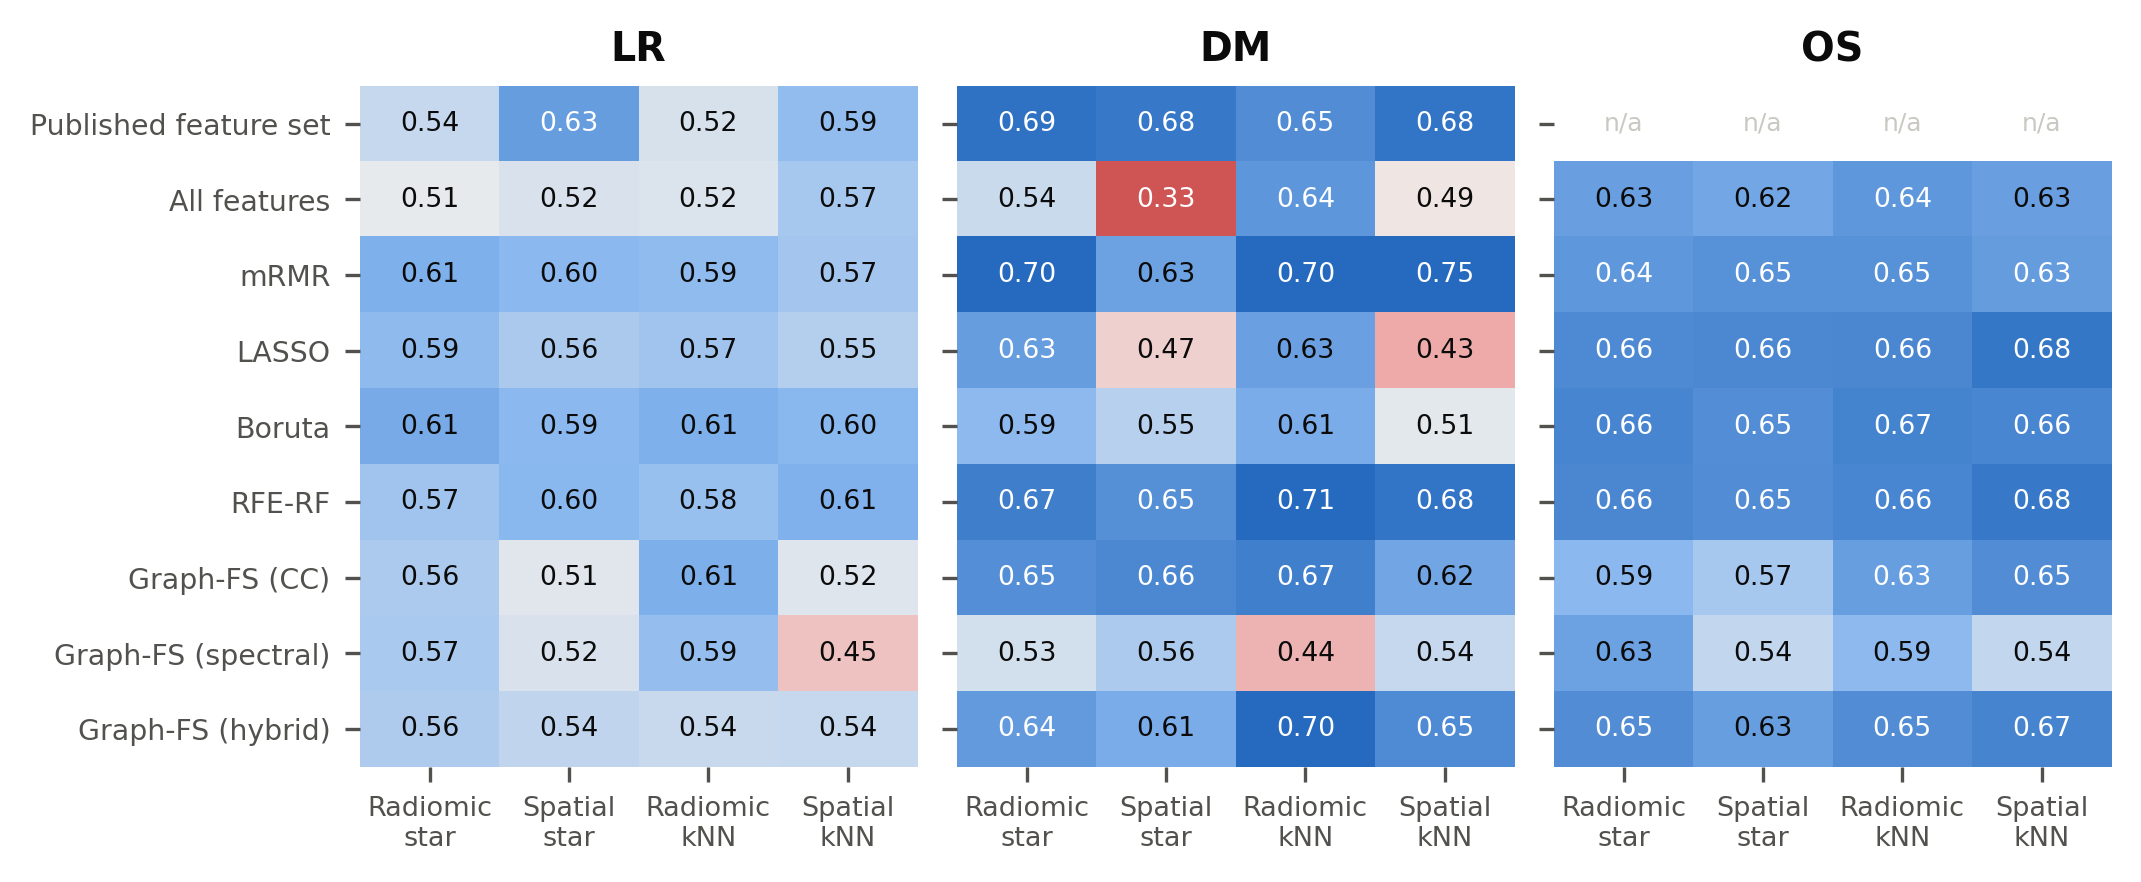 LR DM OS
Published feature set 0.54 0.63 0.52 0.59 0.69 0.68 0.65 0.68 n/a n/a n/a n/a
All features 0.51 0.52 0.52 0.57 0.54 0.33 0.64 0.49 0.63 0.62 0.64 0.63
mRMR 0.61 0.60 0.59 0.57 0.70 0.63 0.70 0.75 0.64 0.65 0.65 0.63
LASSO 0.59 0.56 0.57 0.55 0.63 0.47 0.63 0.43 0.66 0.66 0.66 0.68
Boruta 0.61 0.59 0.61 0.60 0.59 0.55 0.61 0.51 0.66 0.65 0.67 0.66
RFE-RF 0.57 0.60 0.58 0.61 0.67 0.65 0.71 0.68 0.66 0.65 0.66 0.68
Graph-FS (CC) 0.56 0.51 0.61 0.52 0.65 0.66 0.67 0.62 0.59 0.57 0.63 0.65
Graph-FS (spectral) 0.57 0.52 0.59 0.45 0.53 0.56 0.44 0.54 0.63 0.54 0.59 0.54
Graph-FS (hybrid) 0.56 0.54 0.54 0.54 0.64 0.61 0.70 0.65 0.65 0.63 0.65 0.67
Radiomic Spatial Radiomic Spatial Radiomic Spatial Radiomic Spatial Radiomic Spatial Radiomic Spatial
star star kNN kNN star star kNN kNN star star kNN kNN